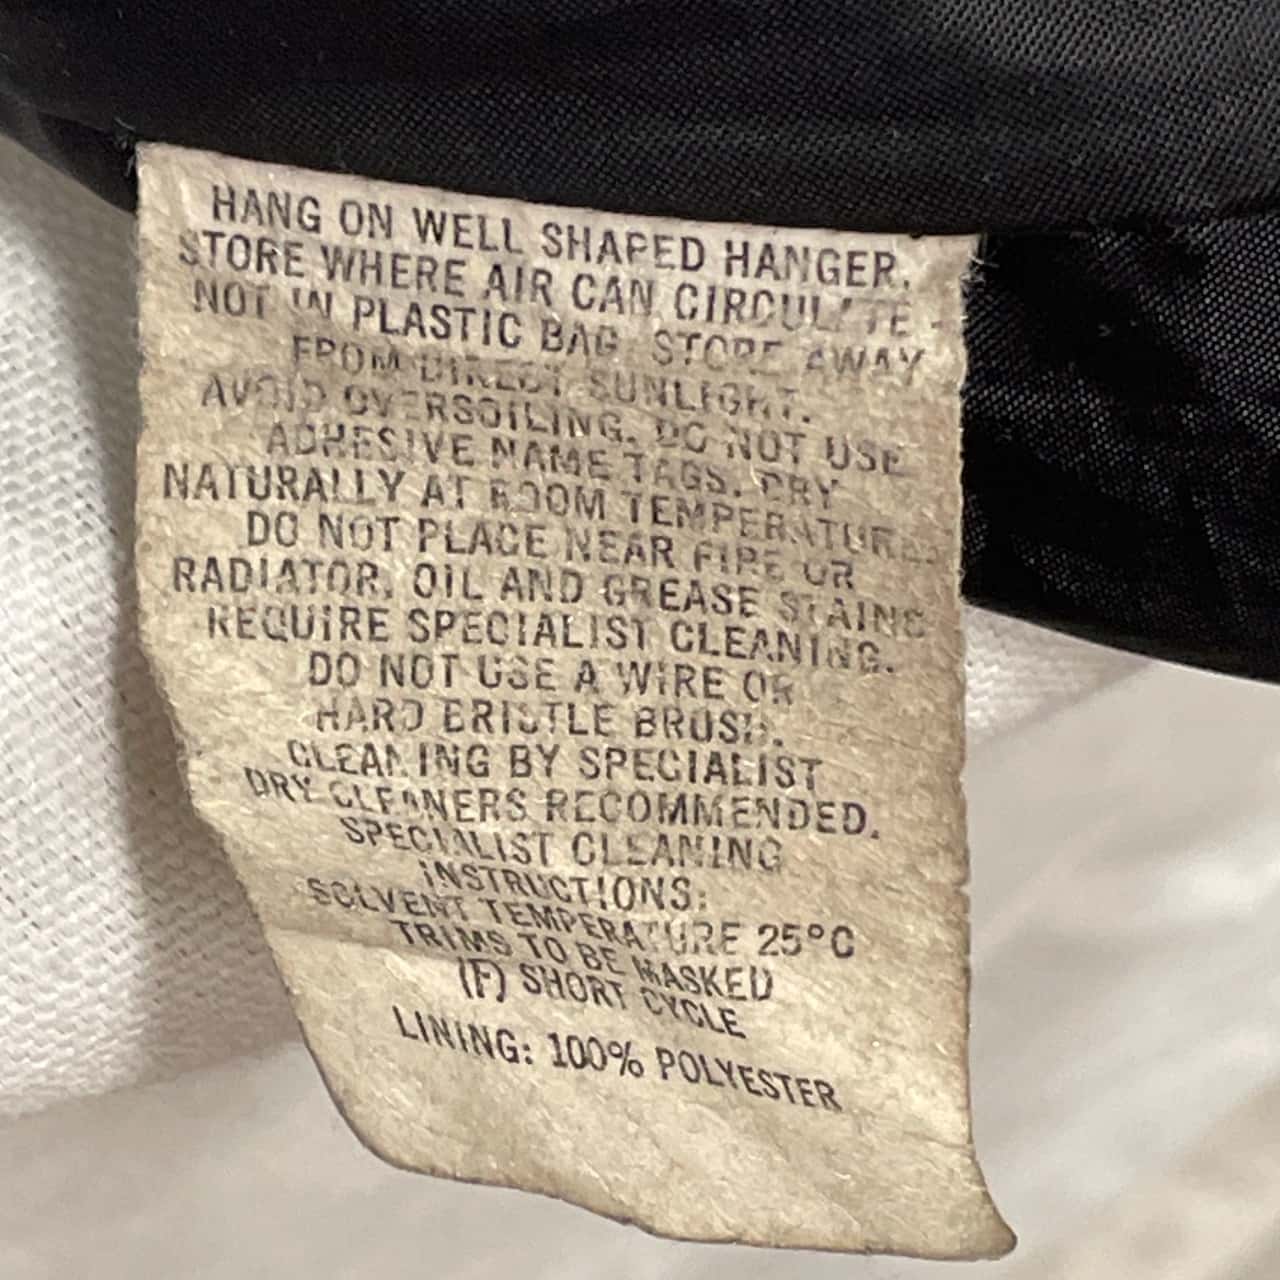 HANG ON WELL SHAPED HANGER.
STORE WHERE AIR CAN CIRCULATE -
NOT IN PLASTIC BAG. STORE AWAY
FROM DIRECT SUNLIGHT.
AVOID OVERSOILING. DO NOT USE
ADHESIVE NAME TAGS. DRY
NATURALLY AT ROOM TEMPERATURE.
DO NOT PLACE NEAR FIRE OR
RADIATOR. OIL AND GREASE STAINS
REQUIRE SPECIALIST CLEANING.
DO NOT USE A WIRE OR
HARD BRISTLE BRUSH.
CLEANING BY SPECIALIST
DRY CLEANERS RECOMMENDED.
SPECIALIST CLEANING
INSTRUCTIONS:
SOLVENT TEMPERATURE 25°C
TRIMS TO BE MASKED
(F) SHORT CYCLE
LINING: 100% POLYESTER